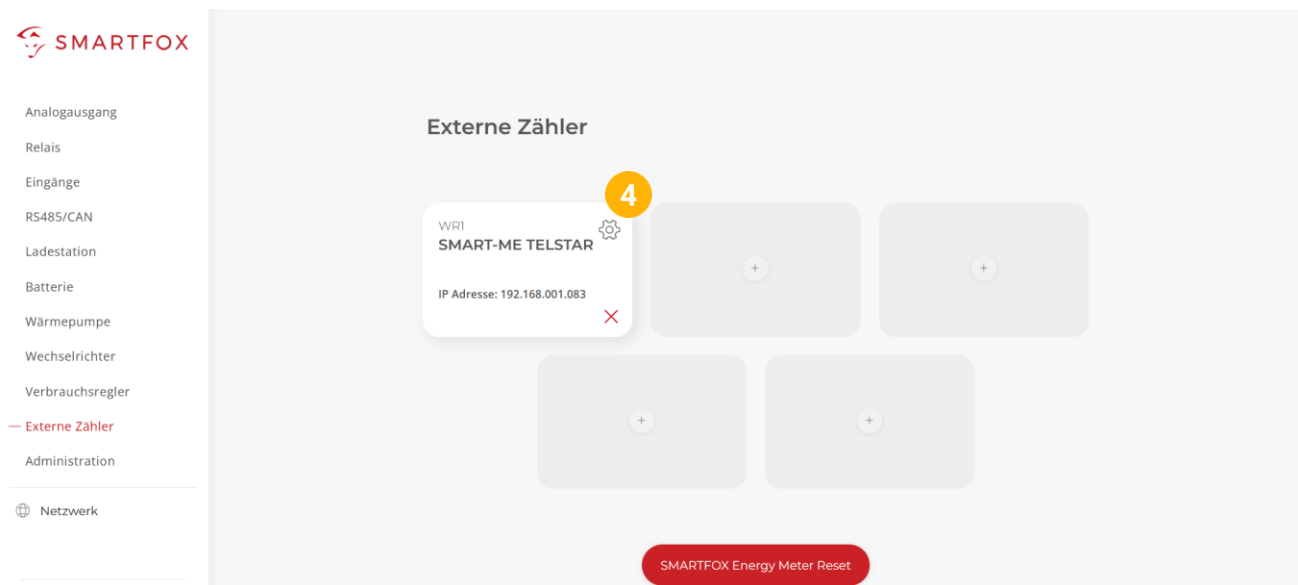 SMARTFOX
Analogausgang
Relais
Eingänge
RS485/CAN
Ladestation
Batterie
Wärmepumpe
Wechselrichter
Verbrauchsregler
Externe Zähler
Administration
Netzwerk
Externe Zähler
4
WR1
SMART-ME TELSTAR
IP Adresse: 192.168.001.083
+
+
+
+
SMARTFOX Energy Meter Reset